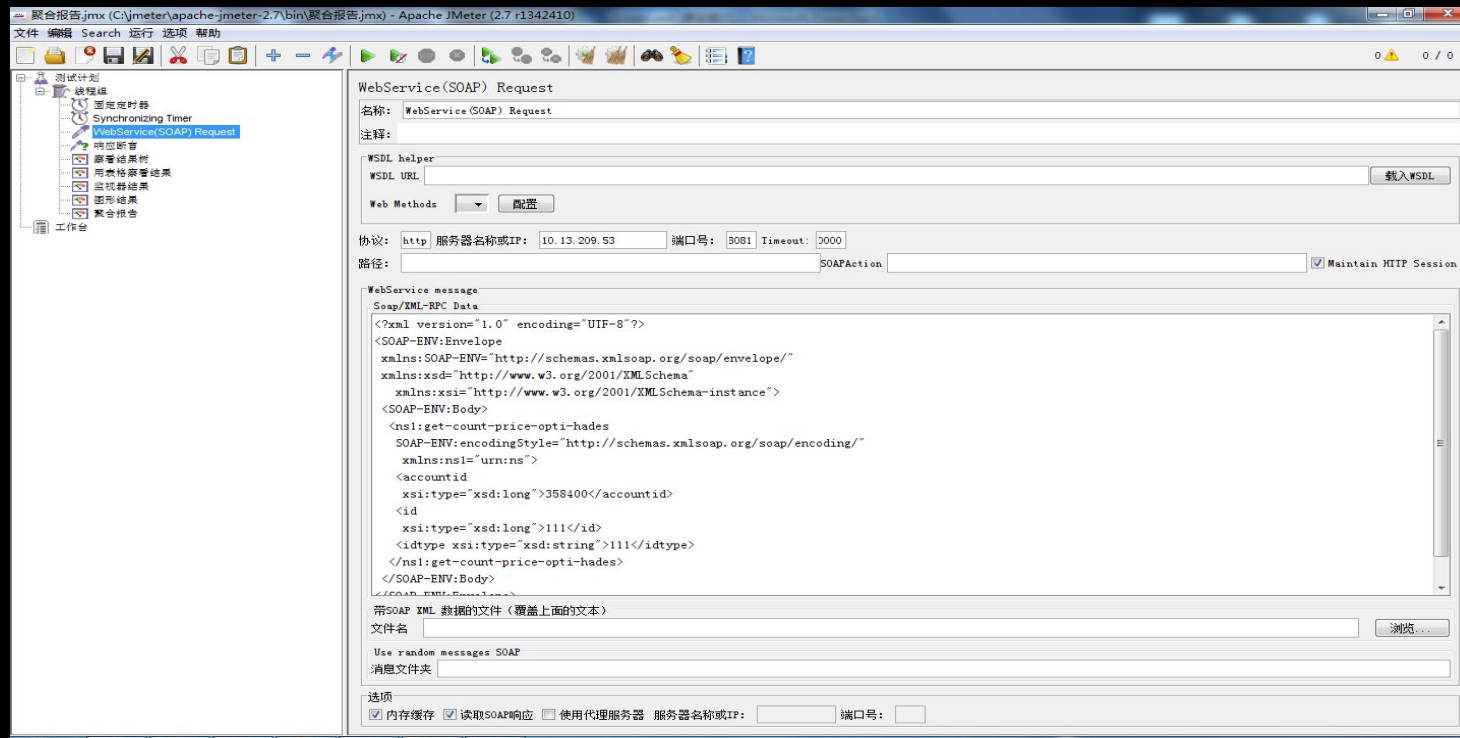 聚合报告.jmx (C:\jmeter\apache-jmeter-2.7\bin\聚合报告.jmx) - Apache JMeter (2.7 r1342410)
文件 编辑 Search 运行 选项 帮助
0 0 / 0
测试计划
线程组
固定定时器
Synchronizing Timer
WebService(SOAP) Request
响应断言
察看结果树
用表格察看结果
监视器结果
图形结果
聚合报告
工作台
WebService(SOAP) Request
名称: WebService(SOAP) Request
注释:
WSDL helper
WSDL URL 载入WSDL
Web Methods 配置
协议: http 服务器名称或IP: 10.13.209.53 端口号: 8081 Timeout: 0000
路径: SOAPAction Maintain HTTP Session
WebService message
Soap/XML-RPC Data
<?xml version="1.0" encoding="UTF-8"?>
<SOAP-ENV:Envelope
xmlns:SOAP-ENV="http://schemas.xmlsoap.org/soap/envelope/"
xmlns:xsd="http://www.w3.org/2001/XMLSchema"
xmlns:xsi="http://www.w3.org/2001/XMLSchema-instance">
<SOAP-ENV:Body>
<ns1:get-count-price-opti-hades
SOAP-ENV:encodingStyle="http://schemas.xmlsoap.org/soap/encoding/"
xmlns:ns1="urn:ns">
<accountid
xsi:type="xsd:long">358400</accountid>
<id
xsi:type="xsd:long">111</id>
<idtype xsi:type="xsd:string">111</idtype>
</ns1:get-count-price-opti-hades>
</SOAP-ENV:Body>
</SOAP-ENV:Envelope>
带SOAP XML 数据的文件（覆盖上面的文本）
文件名 浏览...
Use random messages SOAP
消息文件夹
选项
内存缓存 读取SOAP响应 使用代理服务器 服务器名称或IP: 端口号: